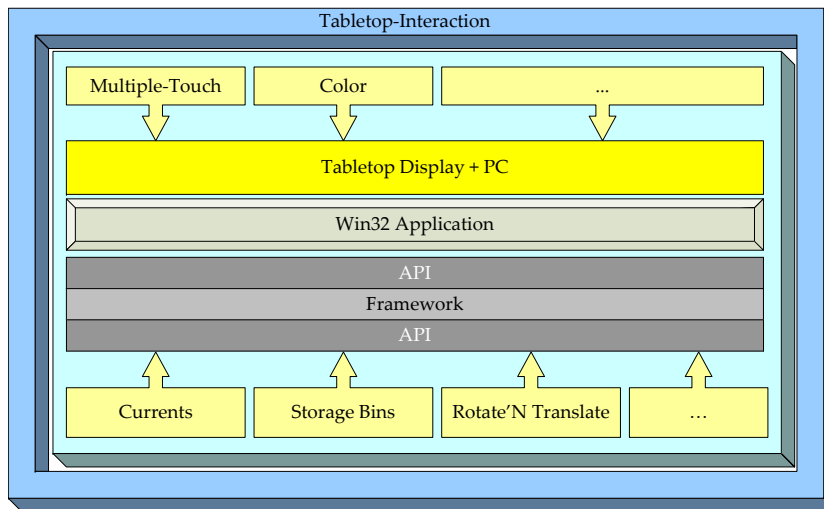 Tabletop-Interaction
Multiple-Touch
Color
...
Tabletop Display + PC
Win32 Application
API
Framework
API
Currents
Storage Bins
Rotate’N Translate
…